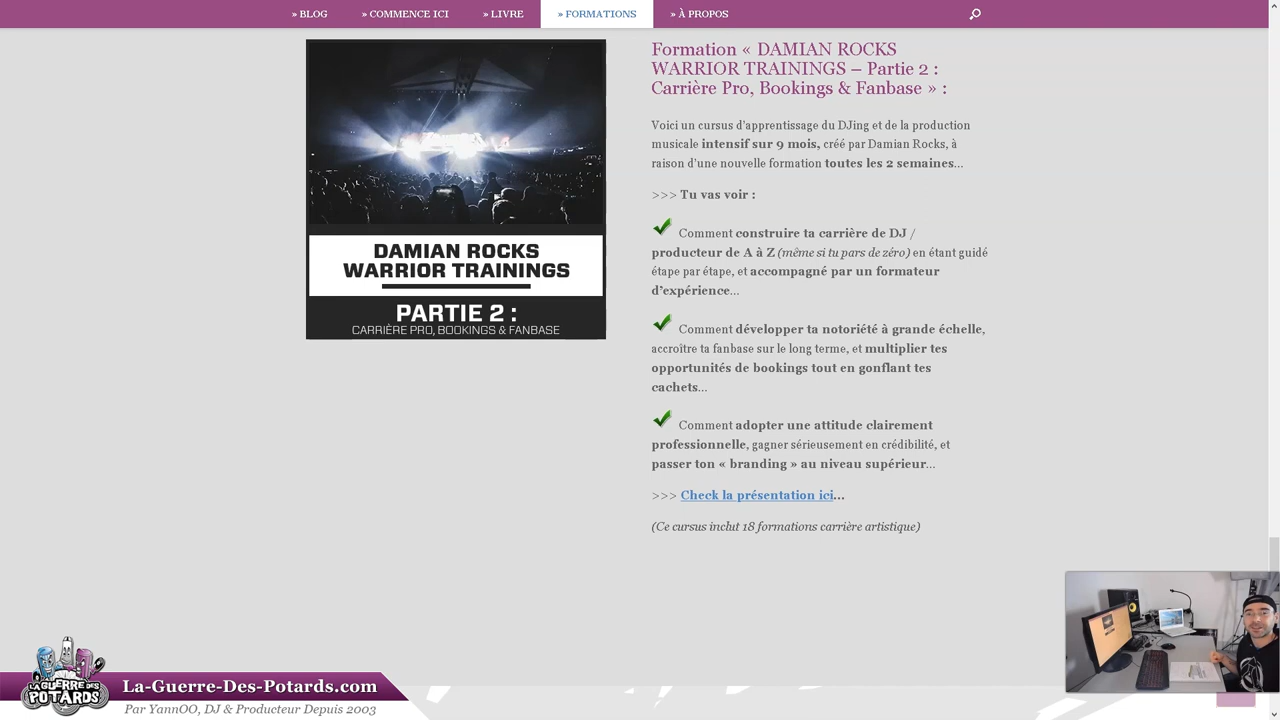 » BLOG
» COMMENCE ICI
» LIVRE
» FORMATIONS
» À PROPOS
DAMIAN ROCKS
WARRIOR TRAININGS
PARTIE 2 :
CARRIÈRE PRO, BOOKINGS & FANBASE
Formation « DAMIAN ROCKS
WARRIOR TRAININGS – Partie 2 :
Carrière Pro, Bookings & Fanbase » :
Voici un cursus d’apprentissage du DJing et de la production
musicale intensif sur 9 mois, créé par Damian Rocks, à
raison d’une nouvelle formation toutes les 2 semaines…
>>> Tu vas voir :
Comment construire ta carrière de DJ /
producteur de A à Z (même si tu pars de zéro) en étant guidé
étape par étape, et accompagné par un formateur
d’expérience…
Comment développer ta notoriété à grande échelle,
accroître ta fanbase sur le long terme, et multiplier tes
opportunités de bookings tout en gonflant tes
cachets…
Comment adopter une attitude clairement
professionnelle, gagner sérieusement en crédibilité, et
passer ton « branding » au niveau supérieur…
>>> Check la présentation ici…
(Ce cursus inclut 18 formations carrière artistique)
LA GUERRE DES
POTARDS
La-Guerre-Des-Potards.com
Par YannOO, DJ & Producteur Depuis 2003